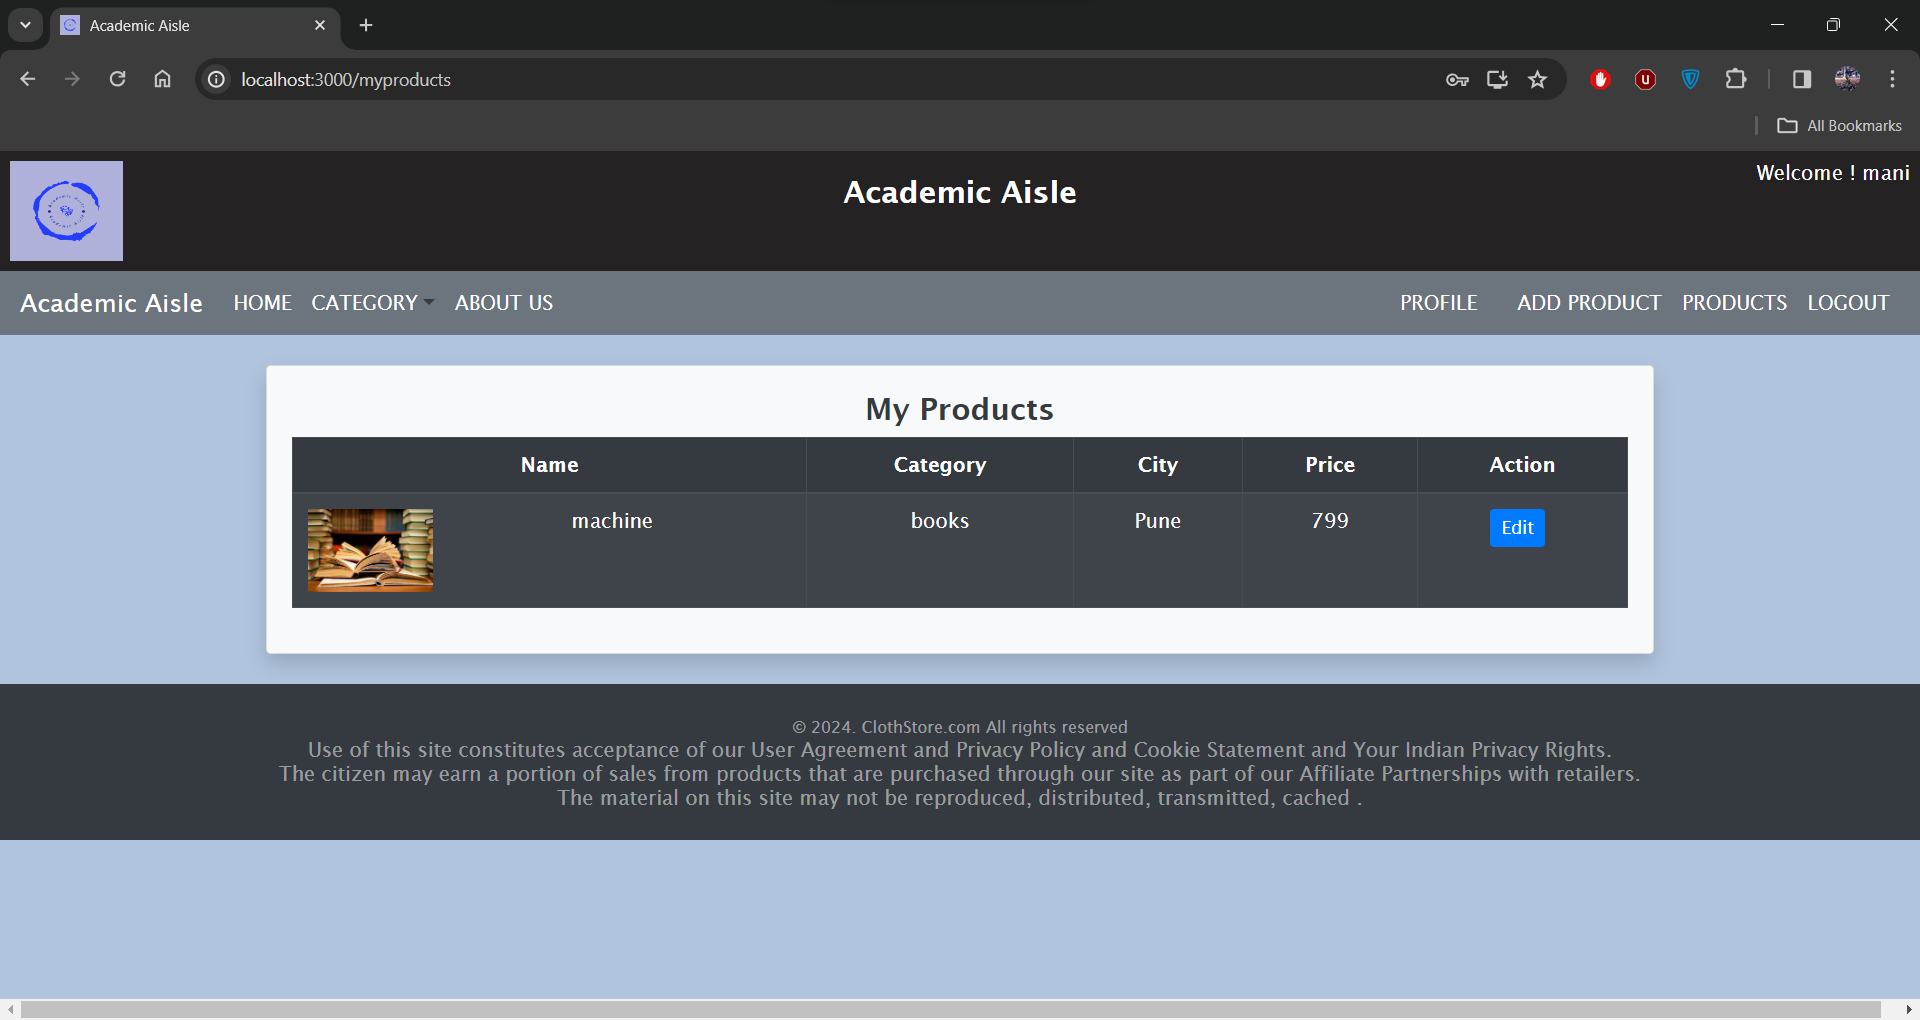 Academic Aisle
localhost:3000/myproducts
All Bookmarks
Academic Aisle
Welcome ! mani
Academic Aisle HOME CATEGORY ABOUT US PROFILE ADD PRODUCT PRODUCTS LOGOUT
My Products
Name Category City Price Action
machine books Pune 799 Edit
© 2024. ClothStore.com All rights reserved
Use of this site constitutes acceptance of our User Agreement and Privacy Policy and Cookie Statement and Your Indian Privacy Rights.
The citizen may earn a portion of sales from products that are purchased through our site as part of our Affiliate Partnerships with retailers.
The material on this site may not be reproduced, distributed, transmitted, cached .